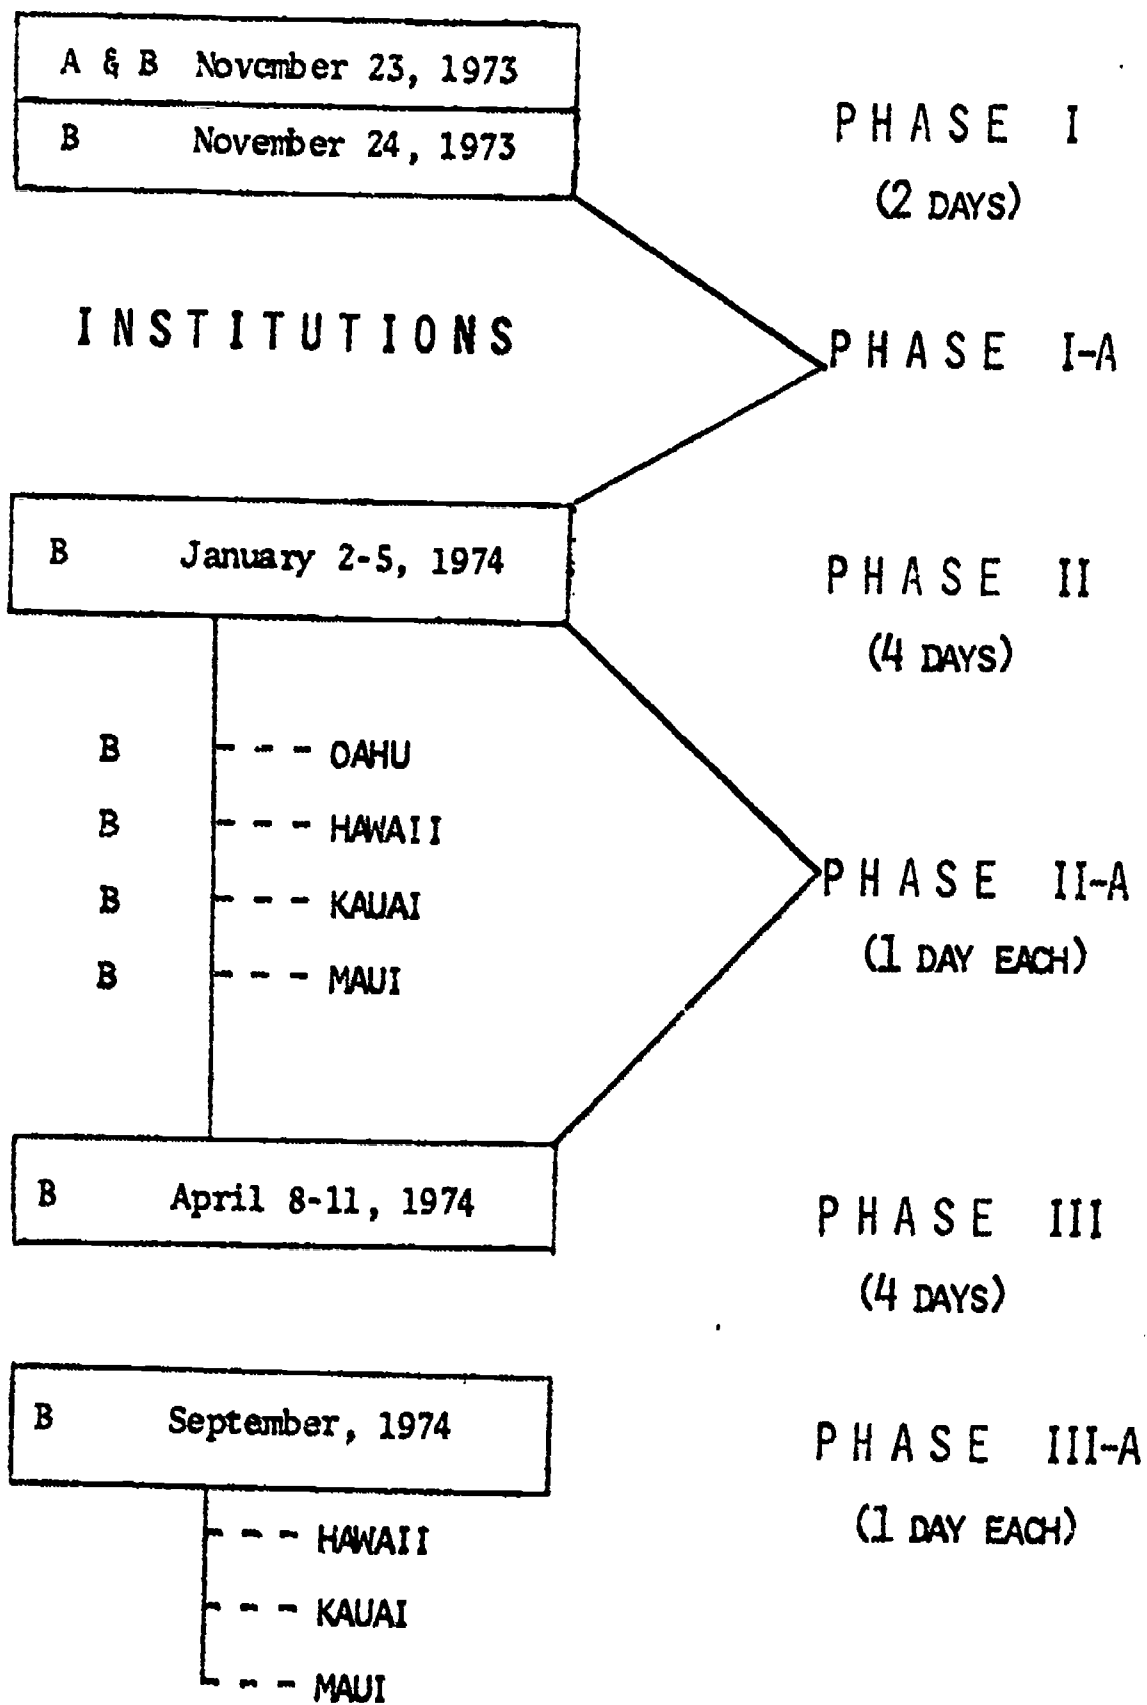 A & B November 23, 1973
B November 24, 1973
PHASE I
(2 DAYS)
INSTITUTIONS
PHASE I-A
B January 2-5, 1974
PHASE II
(4 DAYS)
B --- OAHU
B --- HAWAII
B --- KAUAI
B --- MAUI
PHASE II-A
(1 DAY EACH)
B April 8-11, 1974
PHASE III
(4 DAYS)
B September, 1974
PHASE III-A
(1 DAY EACH)
--- HAWAII
--- KAUAI
--- MAUI